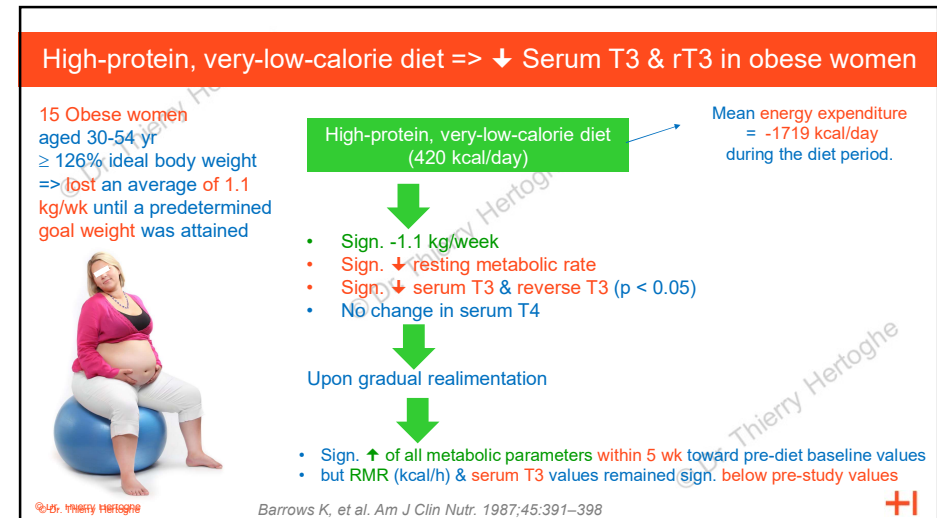 High-protein, very-low-calorie diet => ↓ Serum T3 & rT3 in obese women
15 Obese women
aged 30-54 yr
≥ 126% ideal body weight
=> lost an average of 1.1
kg/wk until a predetermined
goal weight was attained
High-protein, very-low-calorie diet
(420 kcal/day)
Mean energy expenditure
= -1719 kcal/day
during the diet period.
• Sign. -1.1 kg/week
• Sign. ↓ resting metabolic rate
• Sign. ↓ serum T3 & reverse T3 (p < 0.05)
• No change in serum T4
Upon gradual realimentation
• Sign. ↑ of all metabolic parameters within 5 wk toward pre-diet baseline values
• but RMR (kcal/h) & serum T3 values remained sign. below pre-study values
© Dr. Thierry Hertoghe
© Dr. Thierry Hertoghe
© Dr. Thierry Hertoghe
© Dr. Thierry Hertoghe
Barrows K, et al. Am J Clin Nutr. 1987;45:391–398